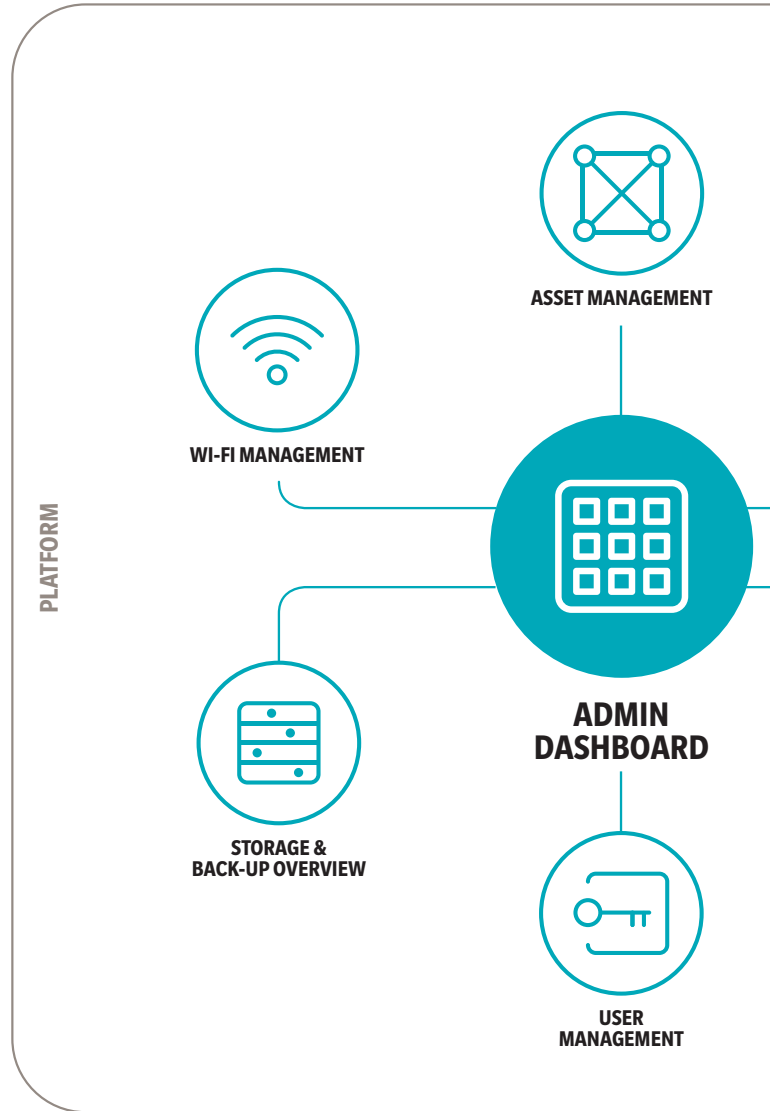 ASSET MANAGEMENT
WI-FI MANAGEMENT
PLATFORM
ADMIN
DASHBOARD
STORAGE &
BACK-UP OVERVIEW
USER
MANAGEMENT